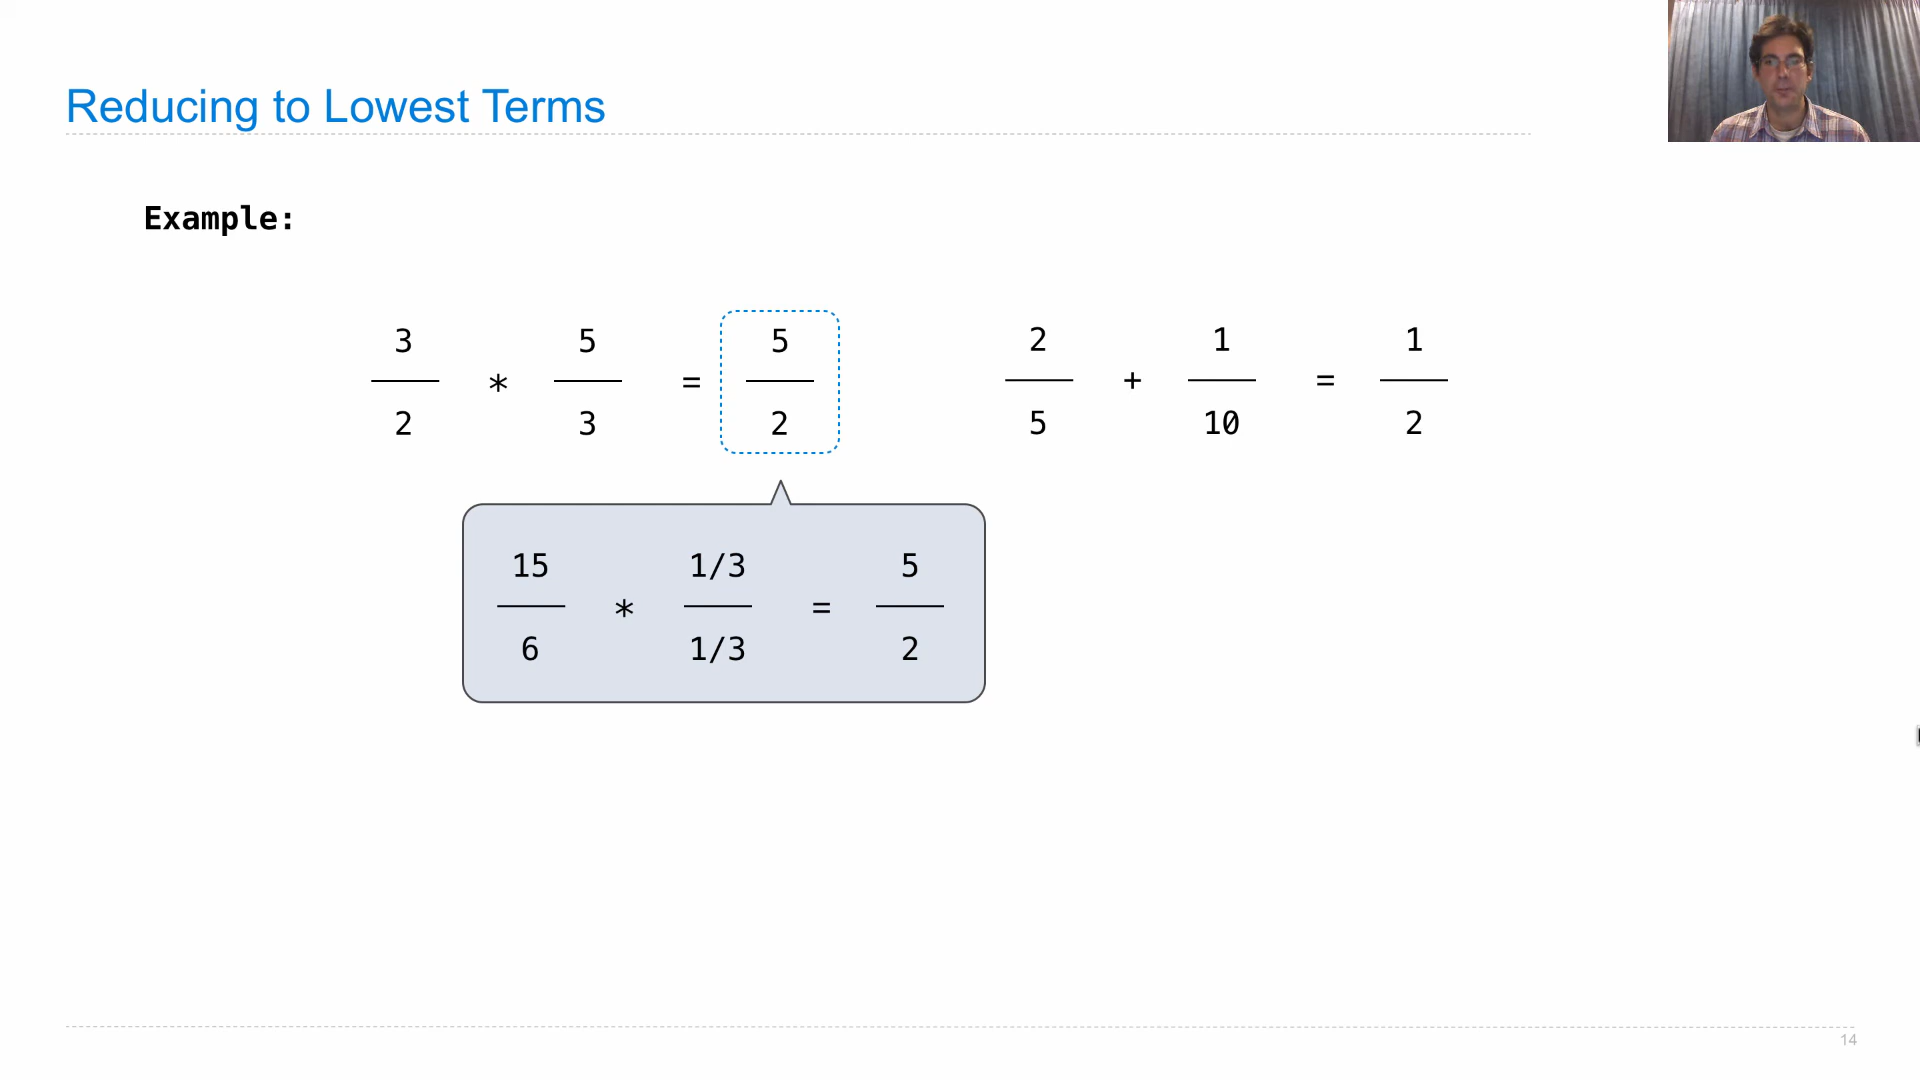 Reducing to Lowest Terms
Example:
3 5 5 2 1 1
* = + =
2 3 2 5 10 2
15 1/3 5
* =
6 1/3 2
14